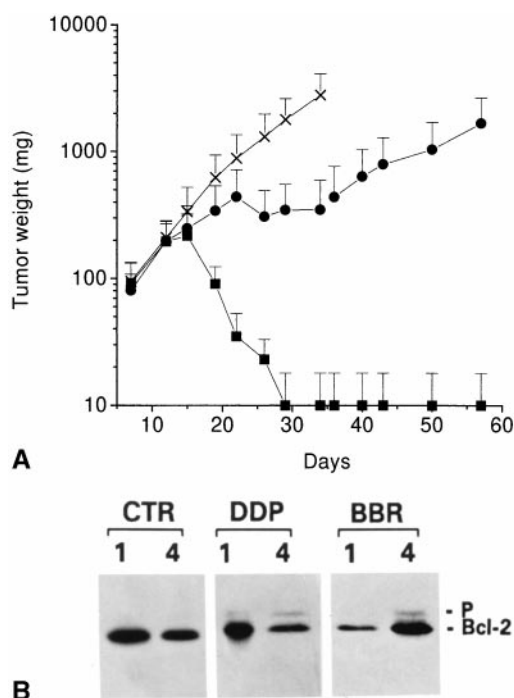 10000
1000
100
10
Tumor weight (mg)
10 20 30 40 50 60
Days
A
CTR DDP BBR
1 4 1 4 1 4
- P
- Bcl-2
B